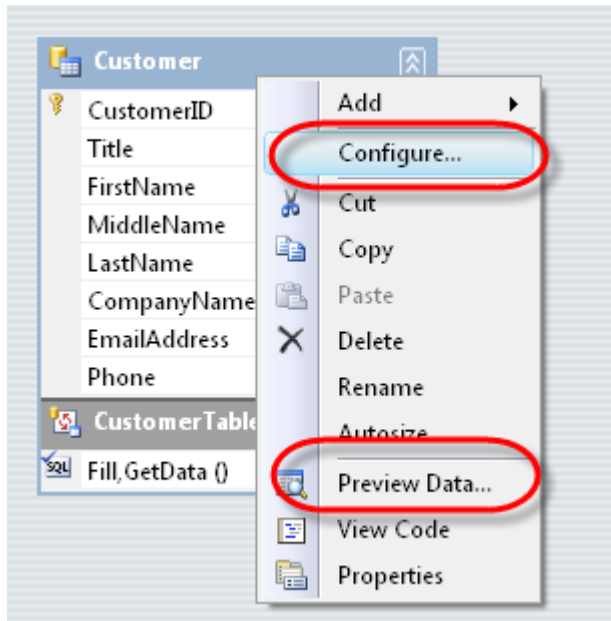 Customer
CustomerID
Title
FirstName
MiddleName
LastName
CompanyName
EmailAddress
Phone
CustomerTable
SQL Fill,GetData ()
Add
Configure...
Cut
Copy
Paste
Delete
Rename
Autosize
Preview Data...
View Code
Properties